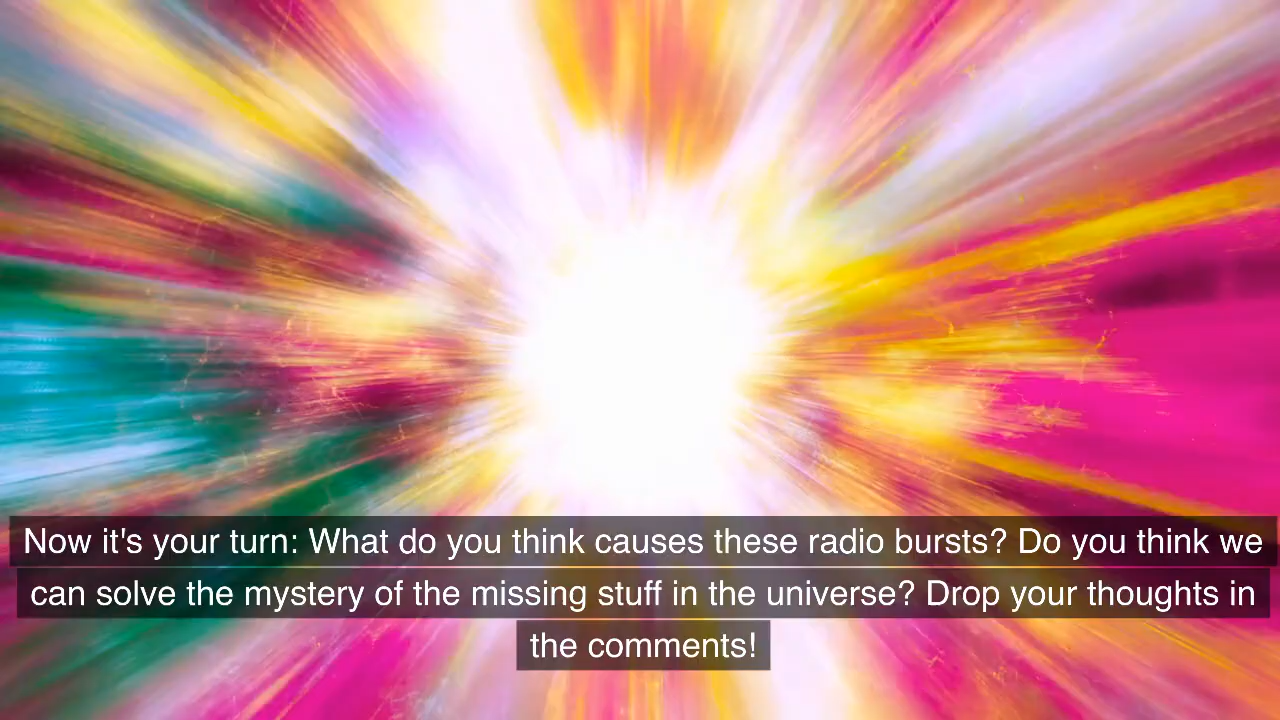 Now it's your turn: What do you think causes these radio bursts? Do you think we
can solve the mystery of the missing stuff in the universe? Drop your thoughts in
the comments!